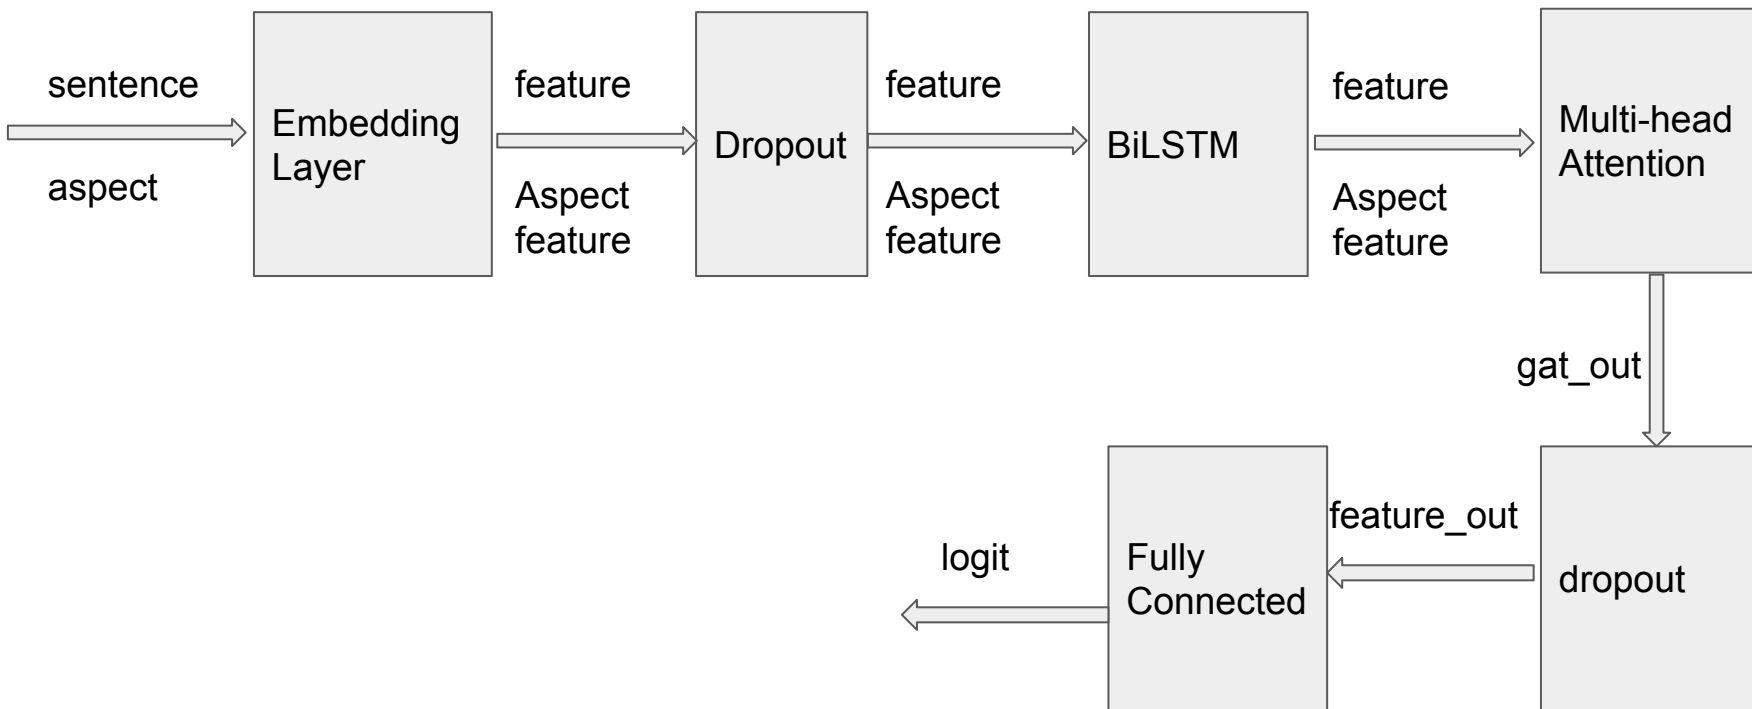 sentence
aspect
Embedding
Layer
feature
Aspect
feature
Dropout
feature
Aspect
feature
BiLSTM
feature
Aspect
feature
Multi-head
Attention
gat_out
dropout
feature_out
Fully
Connected
logit